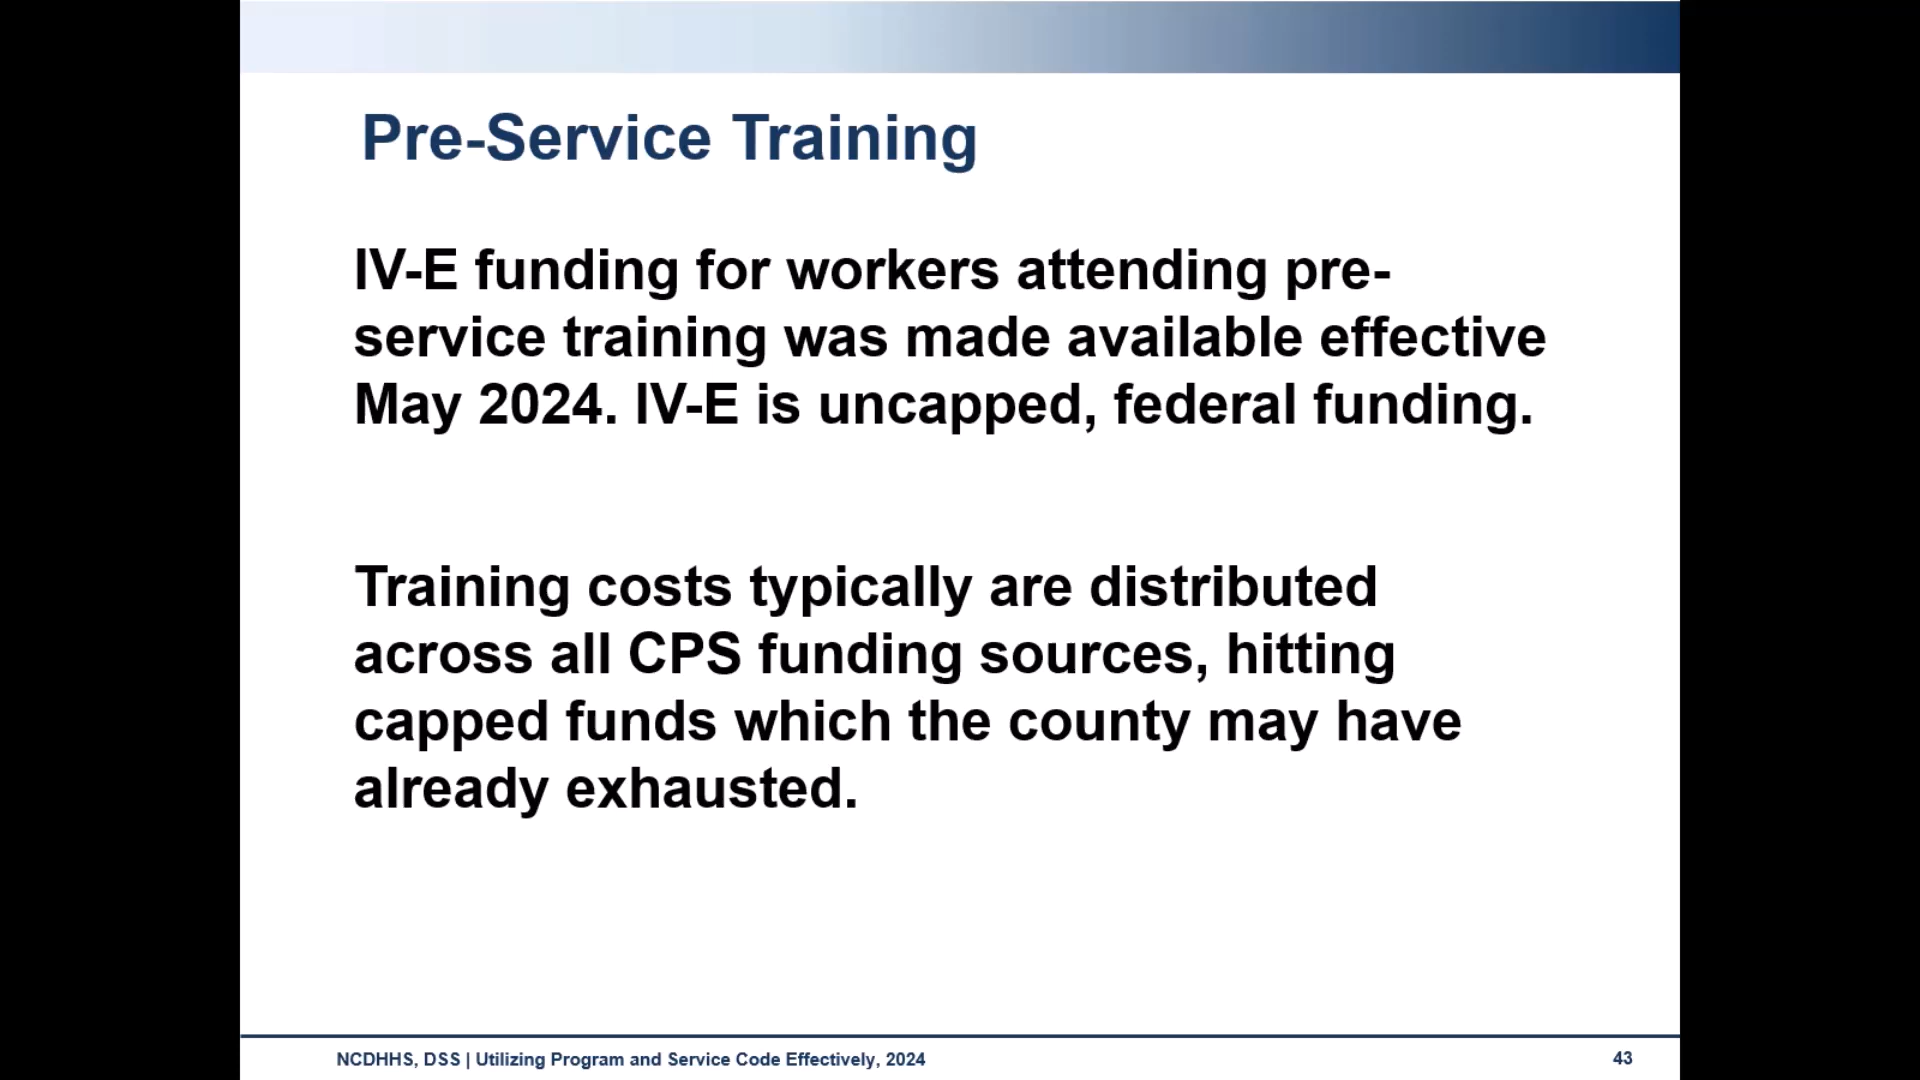 Pre-Service Training
IV-E funding for workers attending pre-
service training was made available effective
May 2024. IV-E is uncapped, federal funding.
Training costs typically are distributed
across all CPS funding sources, hitting
capped funds which the county may have
already exhausted.
NCDHHS, DSS | Utilizing Program and Service Code Effectively, 2024
43